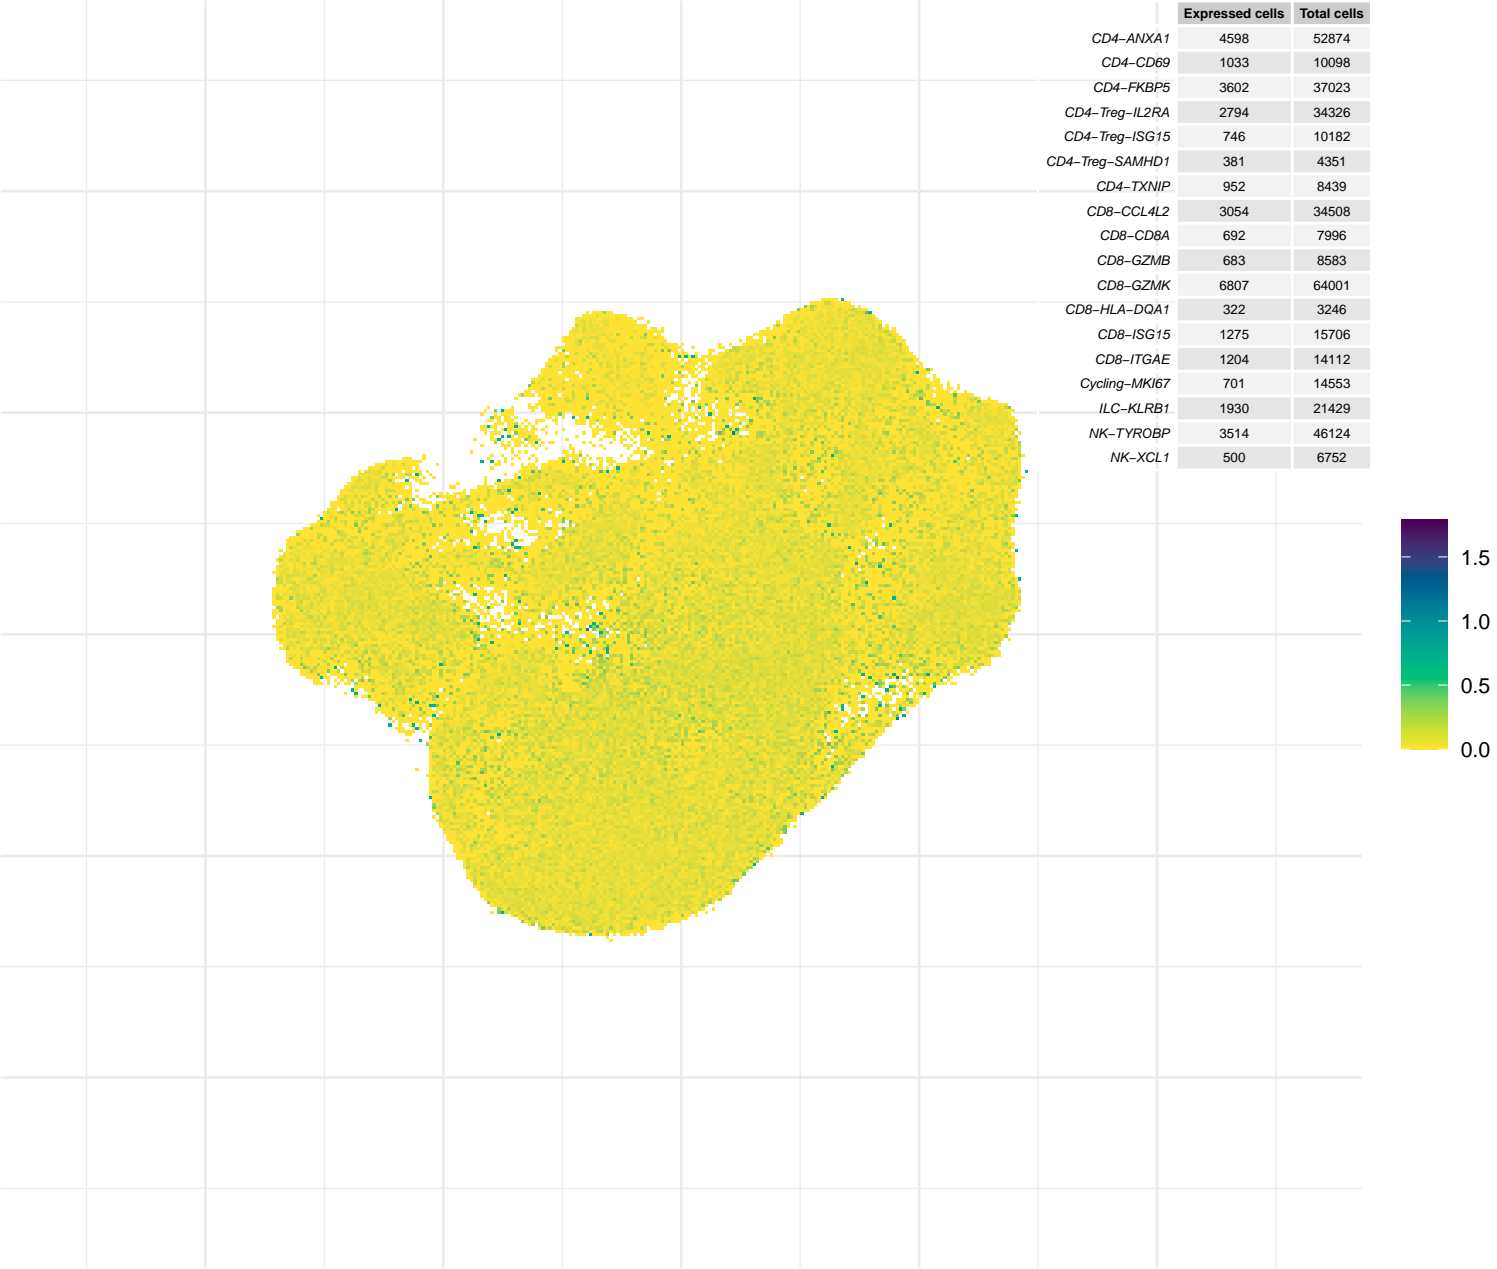 Expressed cells Total cells
CD4−ANXA1 4598 52874
CD4−CD69 1033 10098
CD4−FKBP5 3602 37023
CD4−Treg−IL2RA 2794 34326
CD4−Treg−ISG15 746 10182
CD4−Treg−SAMHD1 381 4351
CD4−TXNIP 952 8439
CD8−CCL4L2 3054 34508
CD8−CD8A 692 7996
CD8−GZMB 683 8583
CD8−GZMK 6807 64001
CD8−HLA−DQA1 322 3246
CD8−ISG15 1275 15706
CD8−ITGAE 1204 14112
Cycling−MKI67 701 14553
ILC−KLRB1 1930 21429
NK−TYROBP 3514 46124
NK−XCL1 500 6752
1.5
1.0
0.5
0.0